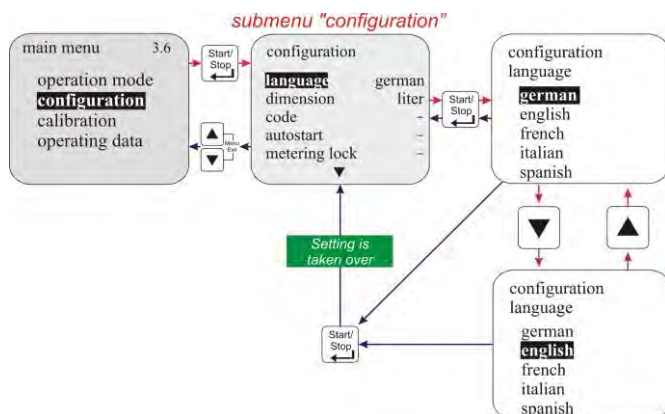 submenu "configuration"
main menu 3.6
operation mode
configuration
calibration
operating data
Start/
Stop
Menu
Exit
configuration
language german
dimension liter
code -
autostart -
metering lock -
Start/
Stop
configuration
language
german
english
french
italian
spanish
Setting is
taken over
Start/
Stop
configuration
language
german
english
french
italian
spanish